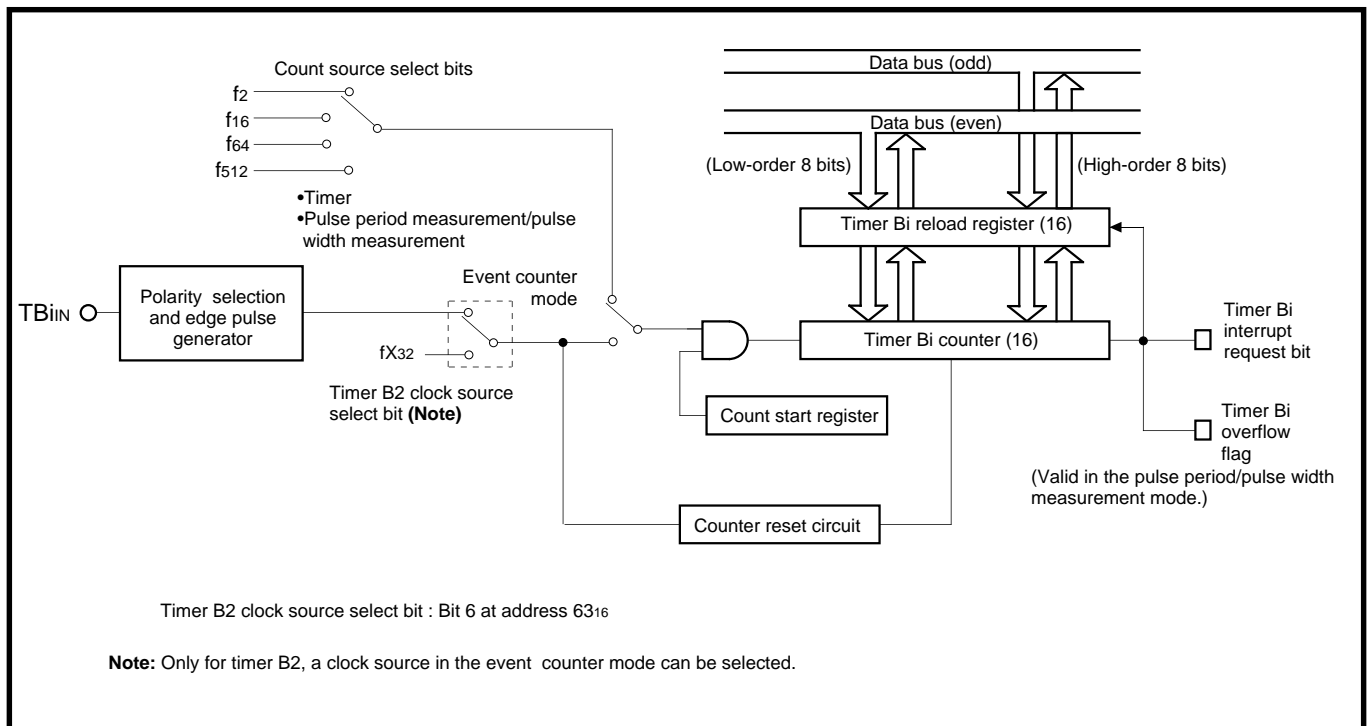 Count source select bits
f2
f16
f64
f512
•Timer
•Pulse period measurement/pulse
width measurement
Data bus (odd)
Data bus (even)
(Low-order 8 bits)
(High-order 8 bits)
Timer Bi reload register (16)
TBiIN
Polarity selection
and edge pulse
generator
Event counter
mode
fX32
Timer B2 clock source
select bit (Note)
Timer Bi counter (16)
Timer Bi
interrupt
request bit
Count start register
Timer Bi
overflow
flag
(Valid in the pulse period/pulse width
measurement mode.)
Counter reset circuit
Timer B2 clock source select bit : Bit 6 at address 6316
Note: Only for timer B2, a clock source in the event counter mode can be selected.